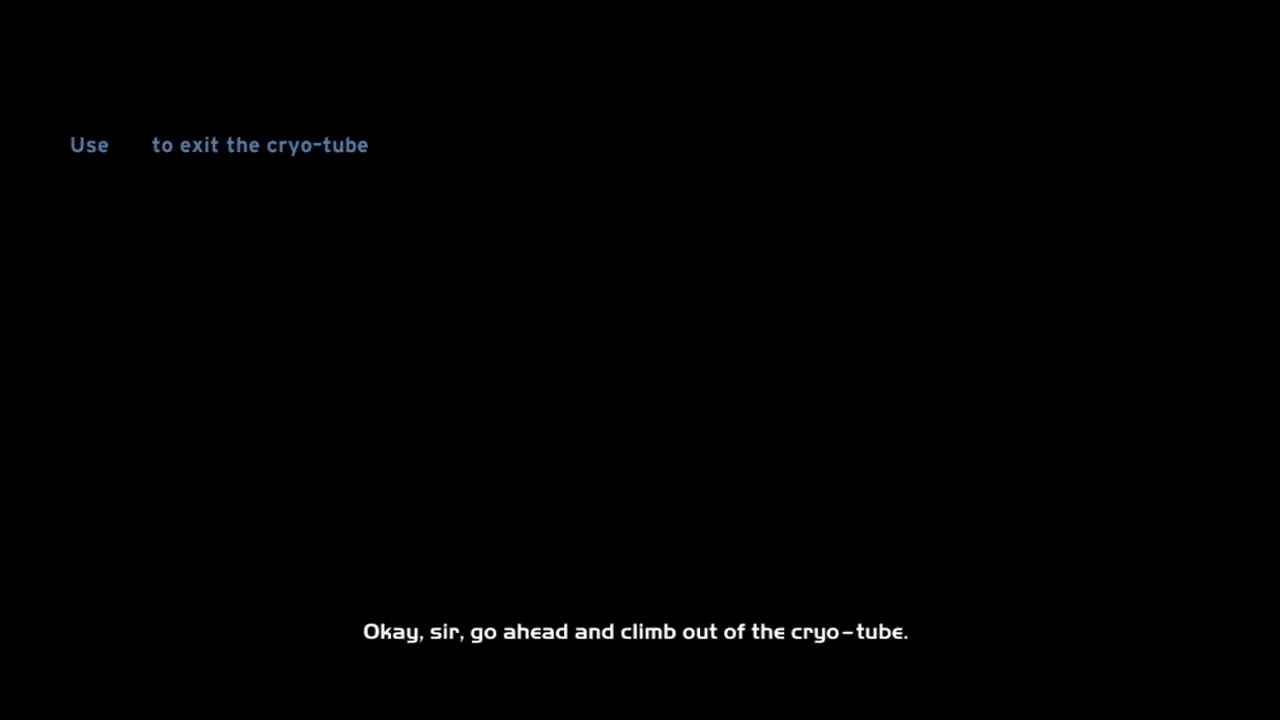 Use to exit the cryo-tube
Okay, sir, go ahead and climb out of the cryo-tube.